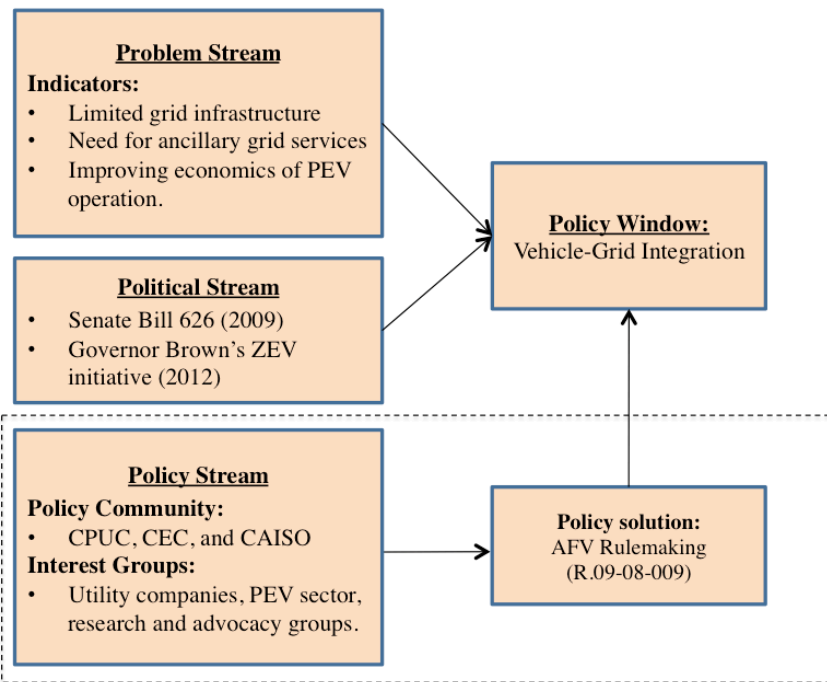 Problem Stream
Indicators:
• Limited grid infrastructure
• Need for ancillary grid services
• Improving economics of PEV
operation.
Political Stream
• Senate Bill 626 (2009)
• Governor Brown’s ZEV
initiative (2012)
Policy Window:
Vehicle-Grid Integration
Policy Stream
Policy Community:
• CPUC, CEC, and CAISO
Interest Groups:
• Utility companies, PEV sector,
research and advocacy groups.
Policy solution:
AFV Rulemaking
(R.09-08-009)